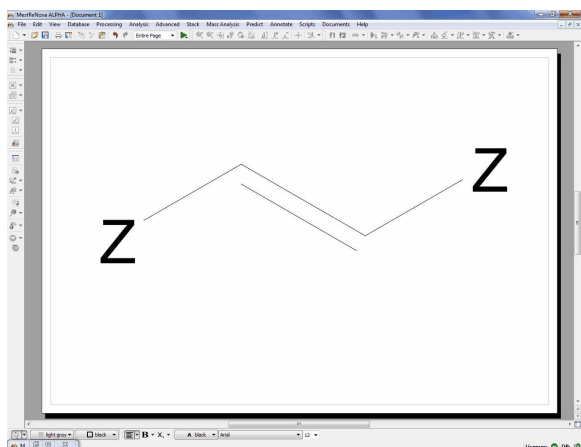 MestReNova ALPHA - [Document 1]
File Edit View Database Processing Analysis Advanced Stack Mass Analysis Predict Acquisition Scripts Documents Help
Entire Page
Z
Z
light gray black B X, A black Arial 12